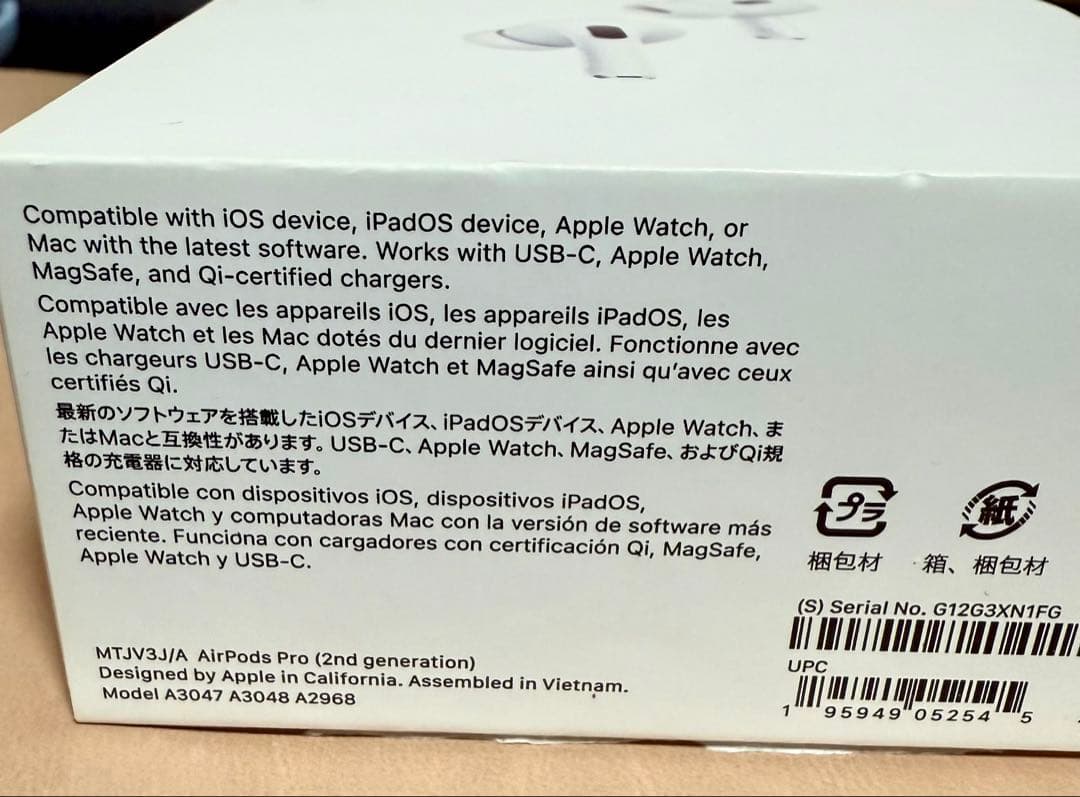 Compatible with iOS device, iPadOS device, Apple Watch, or
Mac with the latest software. Works with USB-C, Apple Watch,
MagSafe, and Qi-certified chargers.
Compatible avec les appareils iOS, les appareils iPadOS, les
Apple Watch et les Mac dotés du dernier logiciel. Fonctionne avec
les chargeurs USB-C, Apple Watch et MagSafe ainsi qu'avec ceux
certifiés Qi.
最新のソフトウェアを搭載したiOSデバイス、iPadOSデバイス、Apple Watch、ま
たはMacと互換性があります。USB-C、Apple Watch、MagSafe、およびQi規
格の充電器に対応しています。
Compatible con dispositivos iOS, dispositivos iPadOS,
Apple Watch y computadoras Mac con la versión de software más
reciente. Funciona con cargadores con certificación Qi, MagSafe,
Apple Watch y USB-C.
プラ
紙
梱包材
箱、梱包材
(S) Serial No. G12G3XN1FG
UPC
1 95949 05254 5
MTJV3J/A AirPods Pro (2nd generation)
Designed by Apple in California. Assembled in Vietnam.
Model A3047 A3048 A2968